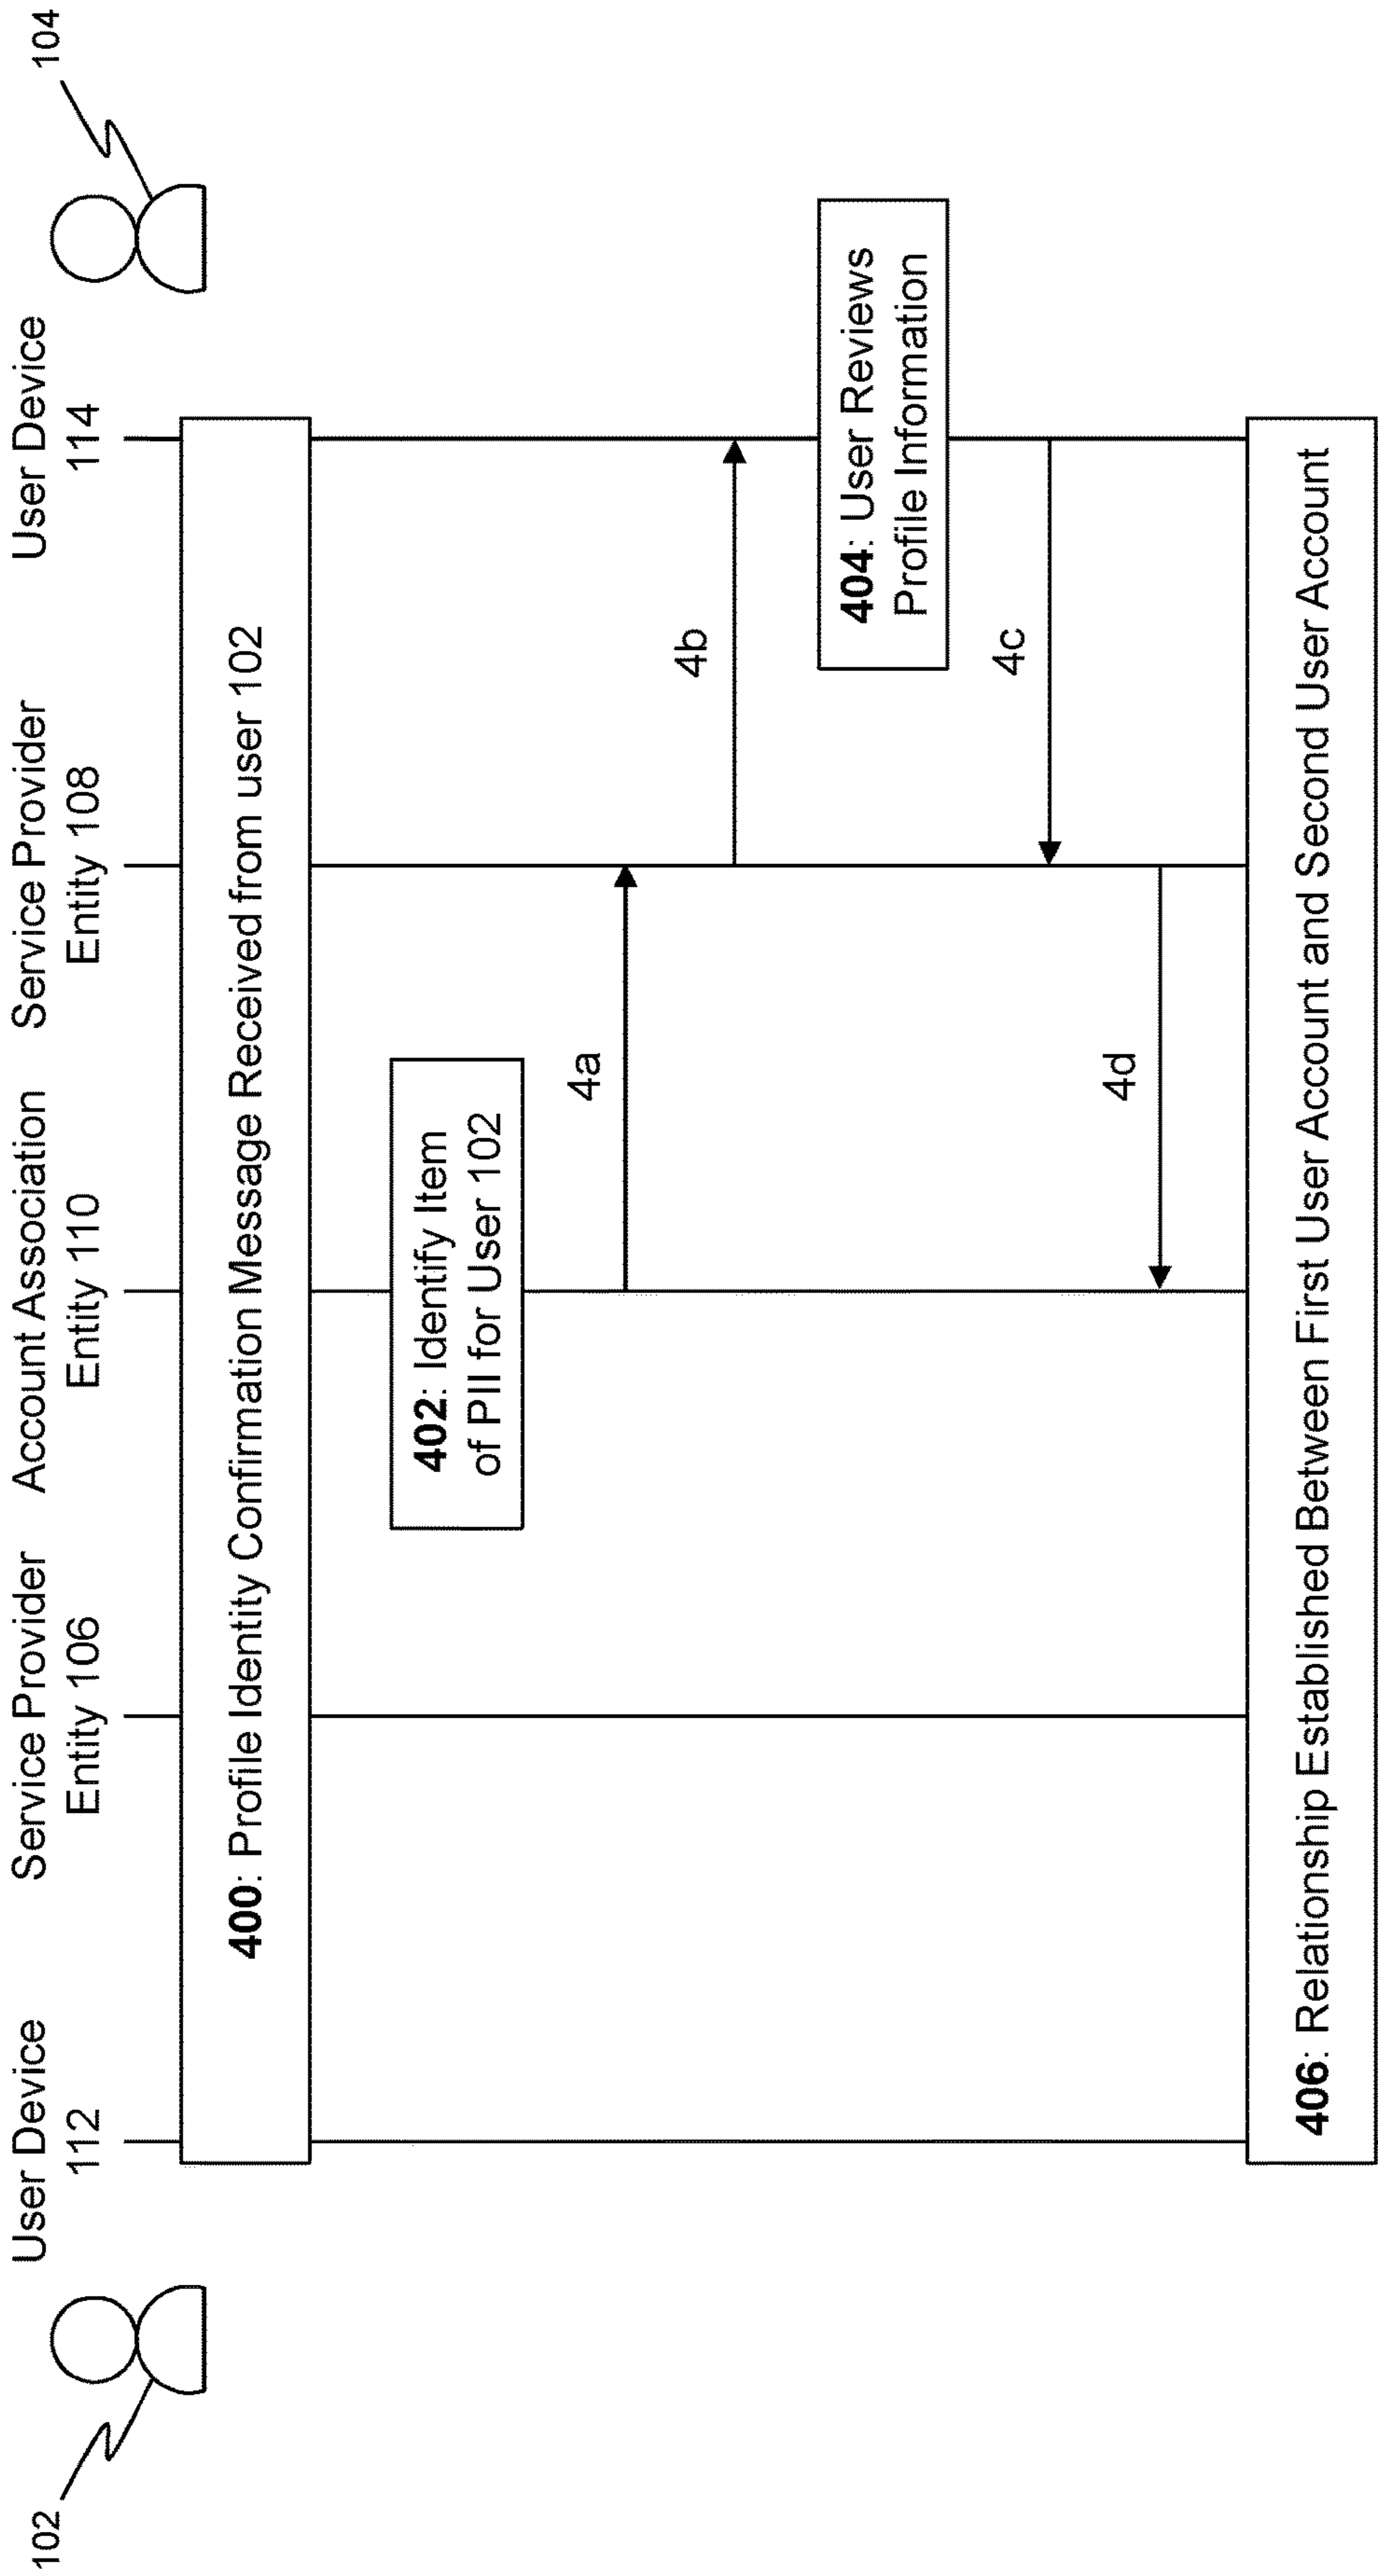 102
User Device
112
Service Provider
Entity 106
Account Association
Entity 110
Service Provider
Entity 108
User Device
114
104
400: Profile Identity Confirmation Message Received from user 102
402: Identify Item
of PII for User 102
4a
4b
404: User Reviews
Profile Information
4c
4d
406: Relationship Established Between First User Account and Second User Account